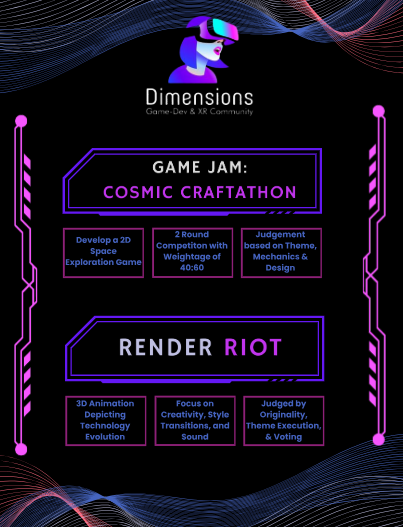 Dimensions
Game-Dev & XR Community
GAME JAM:
COSMIC CRAFTATHON
Develop a 2D
Space
Exploration Game
2 Round
Competiton with
Weightage of
40:60
Judgement
based on Theme,
Mechanics &
Design
RENDER RIOT
3D Animation
Depicting
Technology
Evolution
Focus on
Creativity, Style
Transitions, and
Sound
Judged by
Originality,
Theme Execution,
& Voting